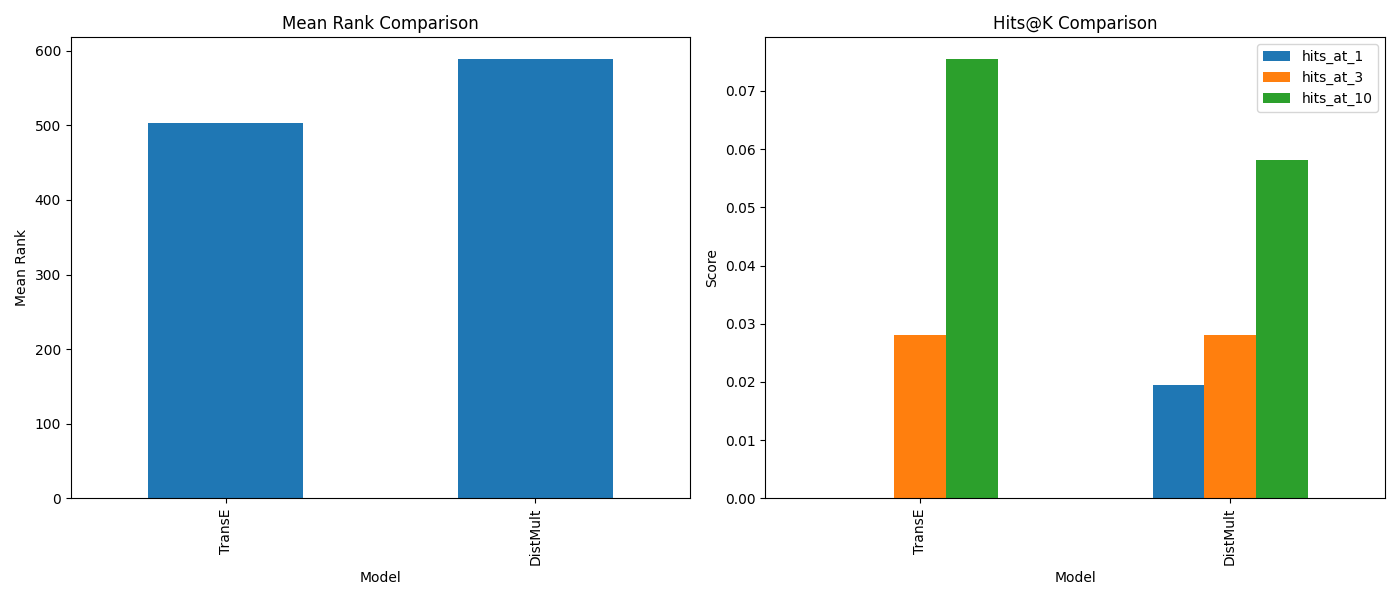 Mean Rank Comparison
600
500
400
300
200
100
0
Mean Rank
TransE
DistMult
Model
Hits@K Comparison
hits_at_1
hits_at_3
hits_at_10
0.07
0.06
0.05
0.04
0.03
0.02
0.01
0.00
Score
TransE
DistMult
Model